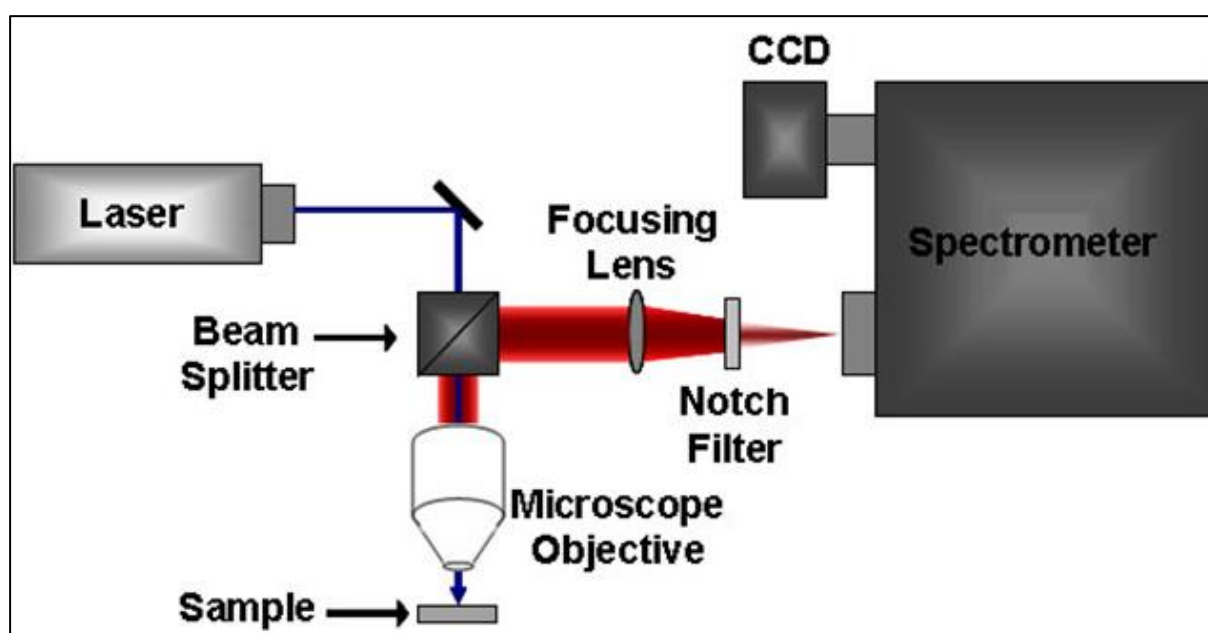 CCD
Laser
Focusing
Lens
Spectrometer
Beam
Splitter
Notch
Filter
Microscope
Objective
Sample